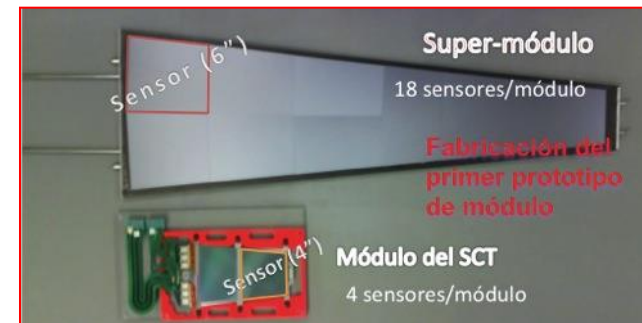 Super-módulo
Sensor (6”)
18 sensores/módulo
Fabricación del
primer prototipo
de módulo
Módulo del SCT
Sensor (4”)
4 sensores/módulo